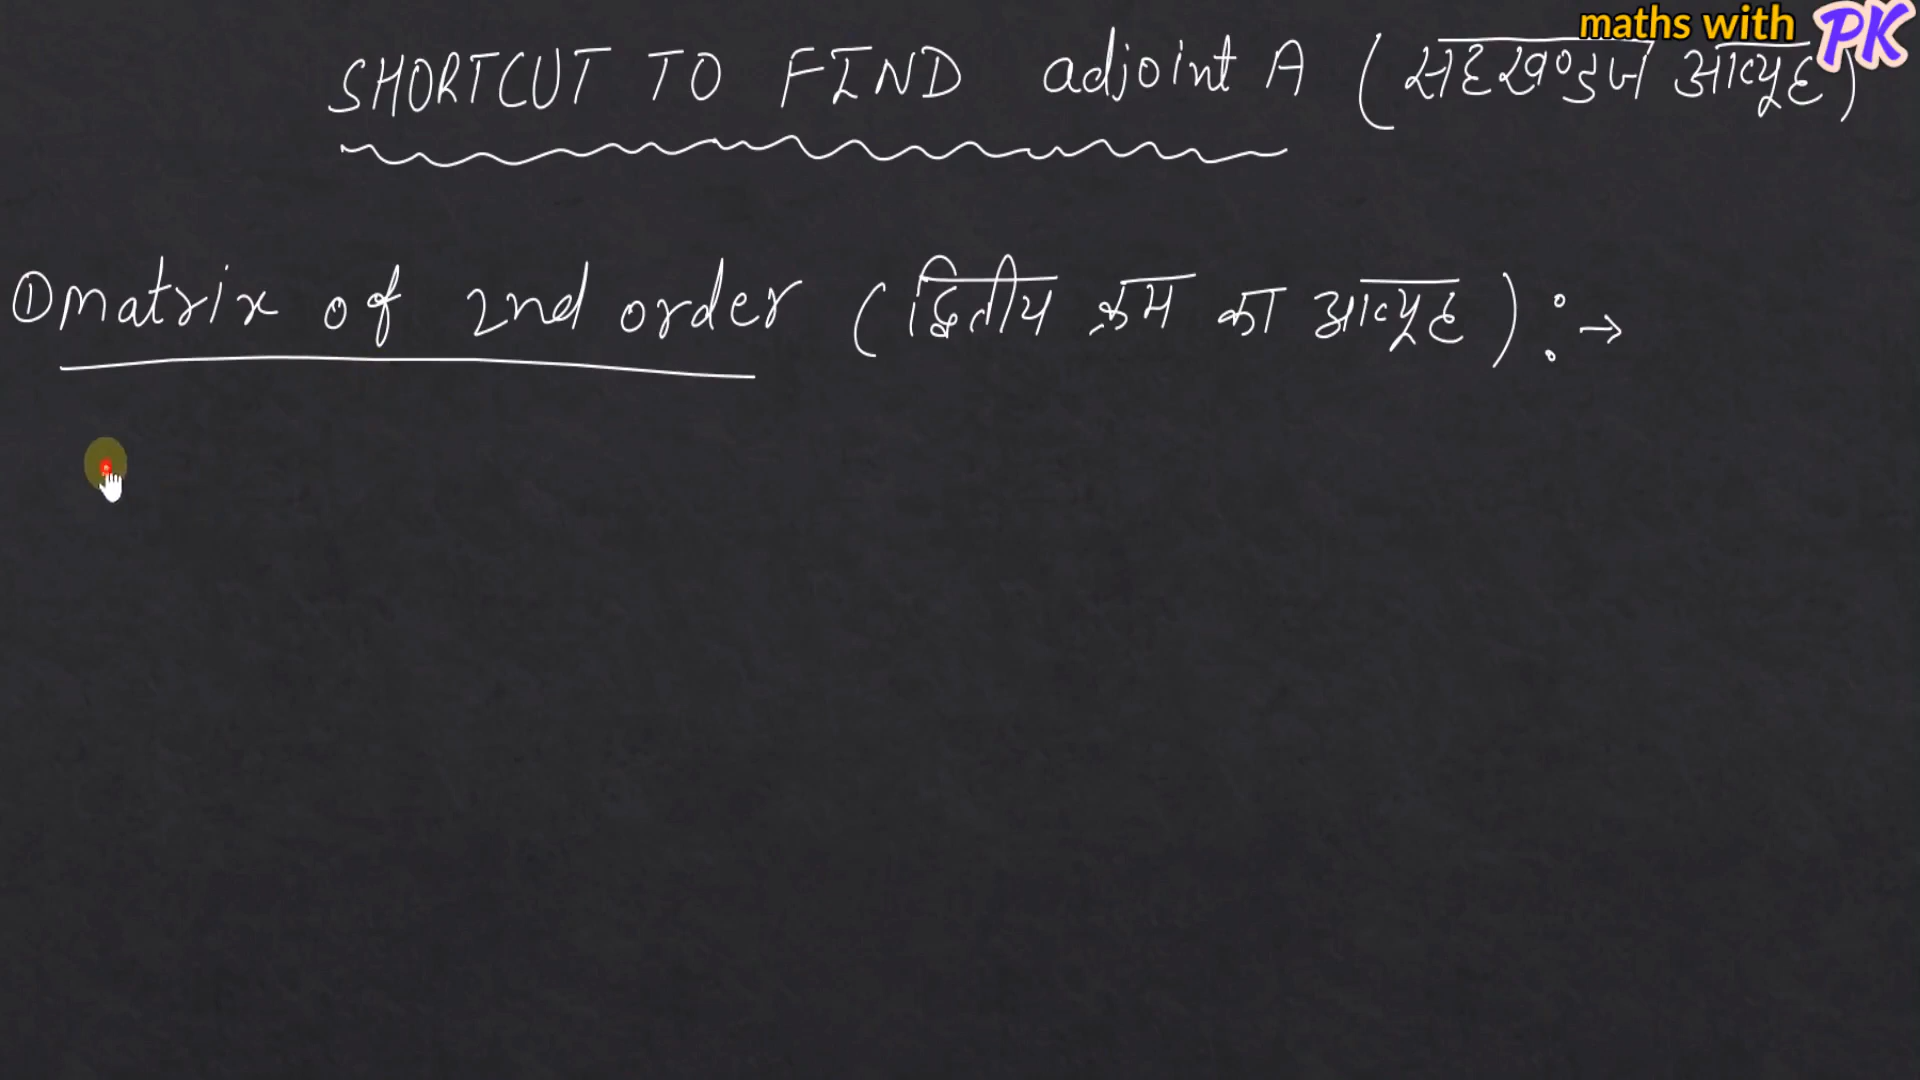 maths with PK
SHORTCUT TO FIND adjoint A (सहखण्डज आव्यूह)
① matrix of 2nd order (द्वितीय क्रम का आव्यूह) :→